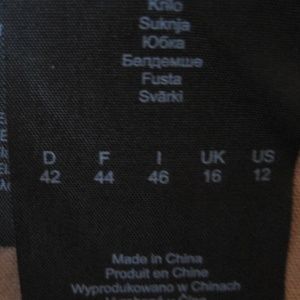 Krilo
Suknja
Юбка
Белдемше
Fusta
Svārki
D F I UK US
42 44 46 16 12
Made in China
Produit en Chine
Wyprodukowano w Chinach